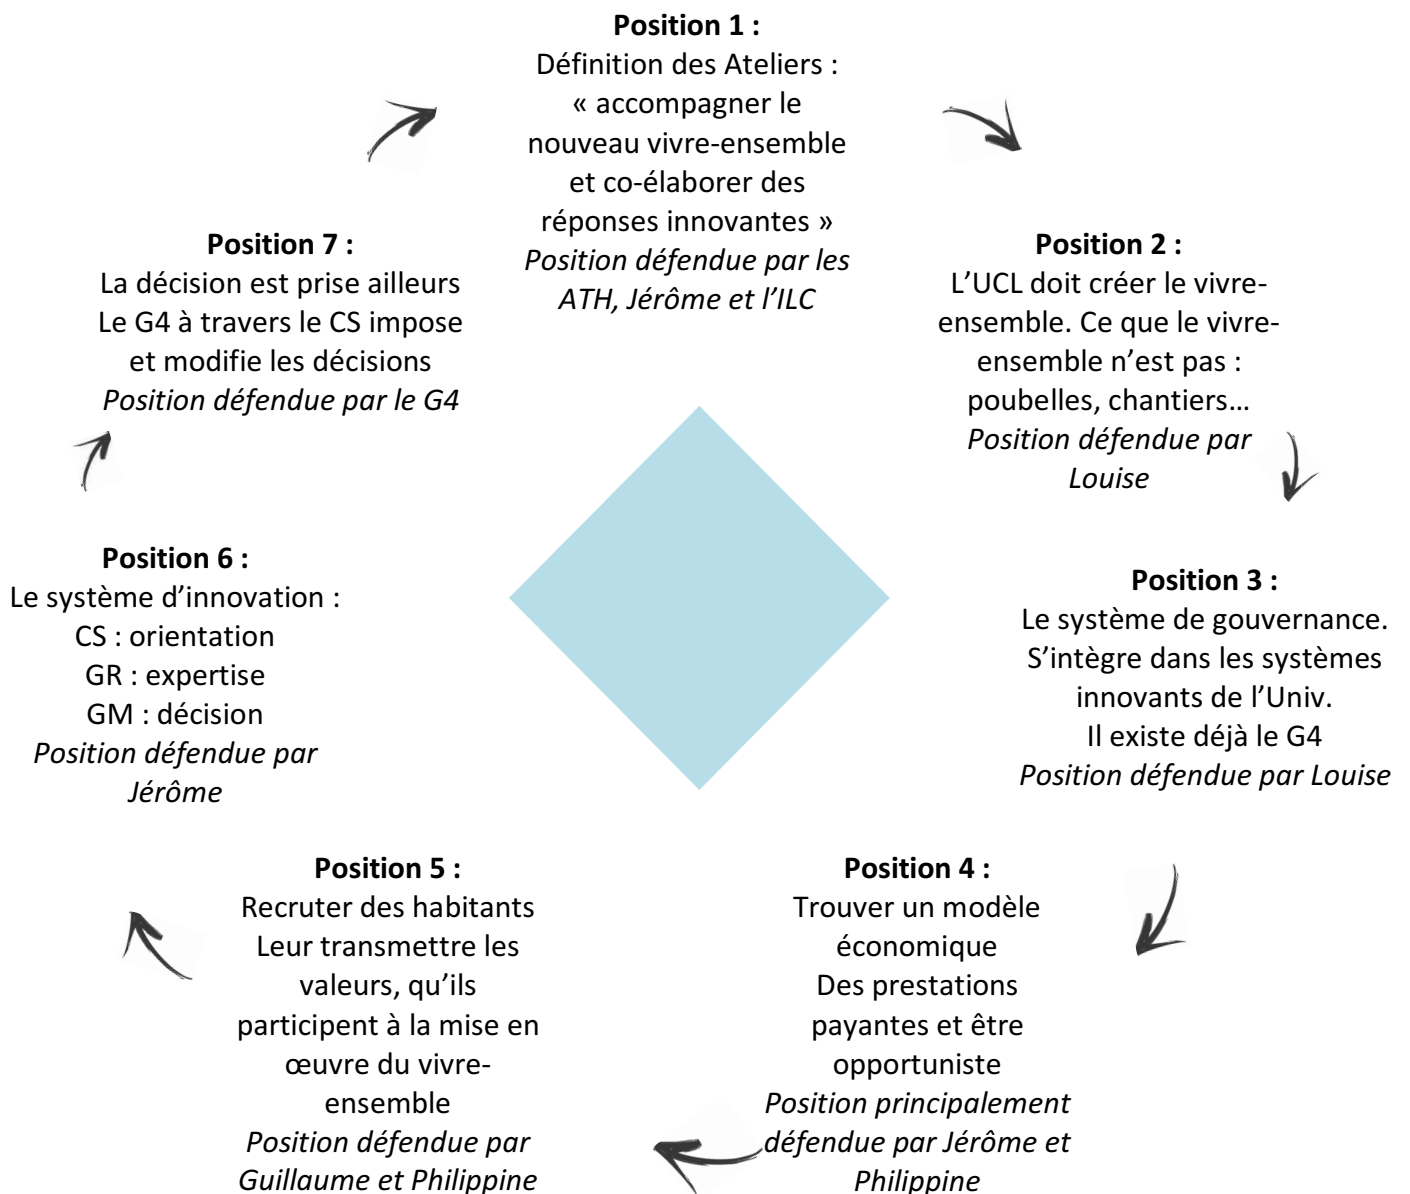 Position 1 :
Définition des Ateliers :
« accompagner le
nouveau vivre-ensemble
et co-élaborer des
réponses innovantes »
Position défendue par les
ATH, Jérôme et l’ILC
Position 2 :
L’UCL doit créer le vivre-
ensemble. Ce que le vivre-
ensemble n’est pas :
poubelles, chantiers…
Position défendue par
Louise
Position 3 :
Le système de gouvernance.
S’intègre dans les systèmes
innovants de l’Univ.
Il existe déjà le G4
Position défendue par Louise
Position 4 :
Trouver un modèle
économique
Des prestations
payantes et être
opportuniste
Position principalement
défendue par Jérôme et
Philippine
Position 5 :
Recruter des habitants
Leur transmettre les
valeurs, qu’ils
participent à la mise en
œuvre du vivre-
ensemble
Position défendue par
Guillaume et Philippine
Position 6 :
Le système d’innovation :
CS : orientation
GR : expertise
GM : décision
Position défendue par
Jérôme
Position 7 :
La décision est prise ailleurs
Le G4 à travers le CS impose
et modifie les décisions
Position défendue par le G4